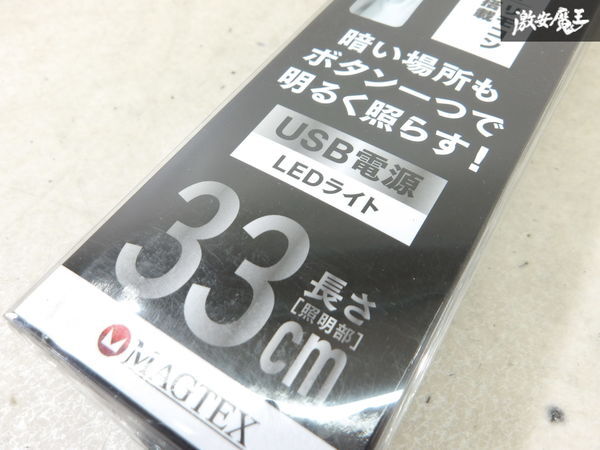 激安魔王
暗い場所も
ボタン一つで
明るく照らす!
USB電源
LEDライト
33cm
長さ
[照明部]
MAGTEX